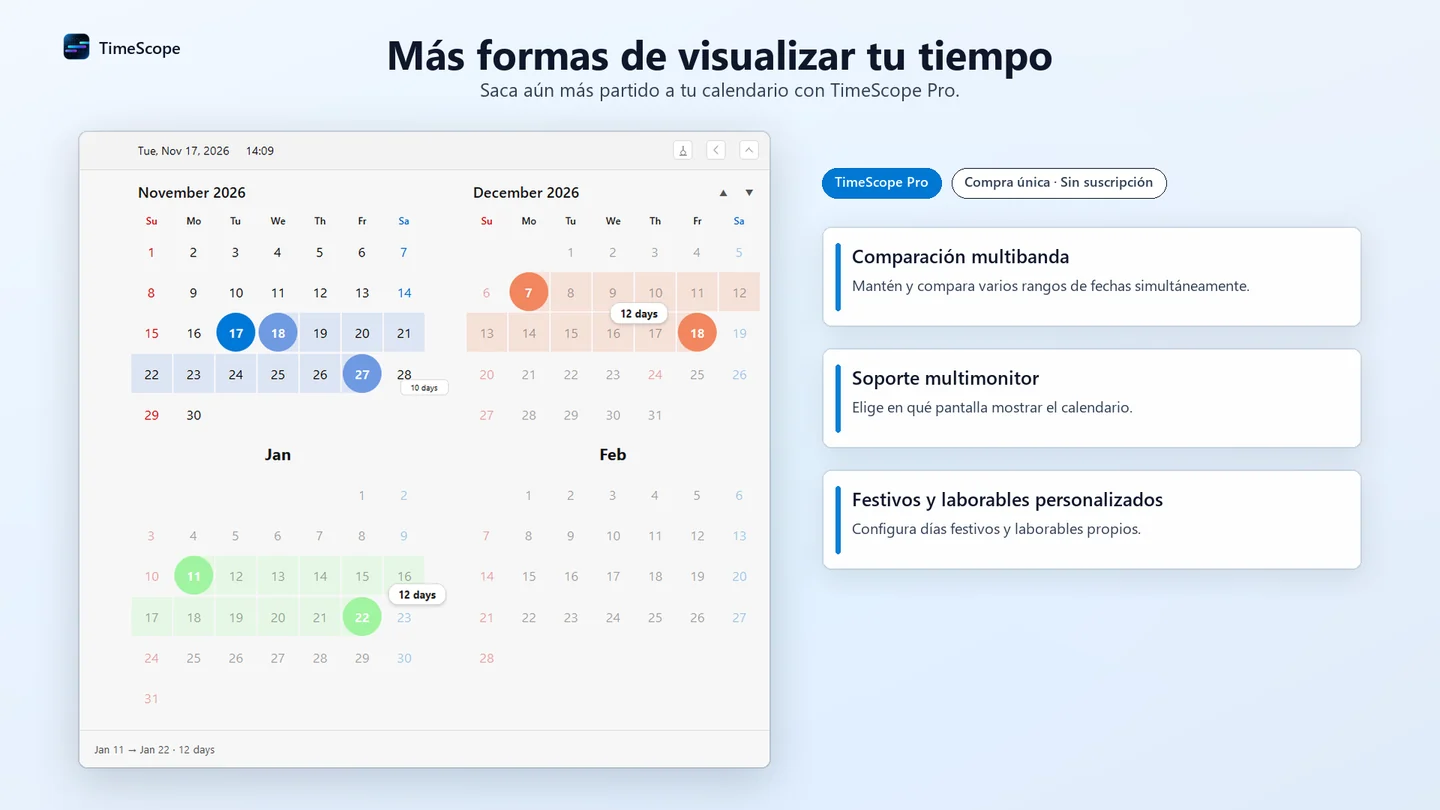 TimeScope
Más formas de visualizar tu tiempo
Saca aún más partido a tu calendario con TimeScope Pro.
Tue, Nov 17, 2026 14:09
November 2026
Su Mo Tu We Th Fr Sa
1 2 3 4 5 6 7
8 9 10 11 12 13 14
15 16 17 18 19 20 21
22 23 24 25 26 27 28
10 days
29 30
December 2026
Su Mo Tu We Th Fr Sa
1 2 3 4 5
6 7 8 9 10 11 12
12 days
13 14 15 16 17 18 19
20 21 22 23 24 25 26
27 28 29 30 31
Jan
1 2
3 4 5 6 7 8 9
10 11 12 13 14 15 16
12 days
17 18 19 20 21 22 23
24 25 26 27 28 29 30
31
Feb
1 2 3 4 5 6
7 8 9 10 11 12 13
14 15 16 17 18 19 20
21 22 23 24 25 26 27
28
Jan 11 → Jan 22 · 12 days
TimeScope Pro
Compra única · Sin suscripción
Comparación multibanda
Mantén y compara varios rangos de fechas simultáneamente.
Soporte multimonitor
Elige en qué pantalla mostrar el calendario.
Festivos y laborables personalizados
Configura días festivos y laborables propios.